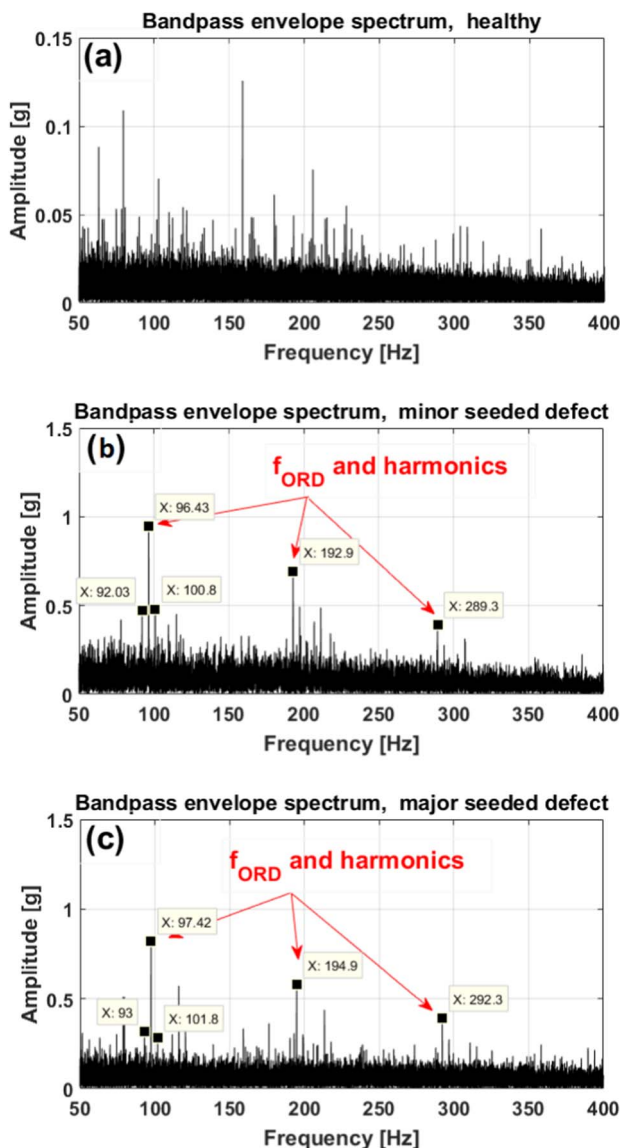 Bandpass envelope spectrum, healthy
(a)
Amplitude [g]
0.15
0.1
0.05
0
50 100 150 200 250 300 350 400
Frequency [Hz]
Bandpass envelope spectrum, minor seeded defect
(b)
Amplitude [g]
1.5
1
0.5
0
f_ORD and harmonics
X: 96.43
X: 192.9
X: 92.03
X: 100.8
X: 289.3
50 100 150 200 250 300 350 400
Frequency [Hz]
Bandpass envelope spectrum, major seeded defect
(c)
Amplitude [g]
1.5
1
0.5
0
f_ORD and harmonics
X: 97.42
X: 194.9
X: 93
X: 101.8
X: 292.3
50 100 150 200 250 300 350 400
Frequency [Hz]